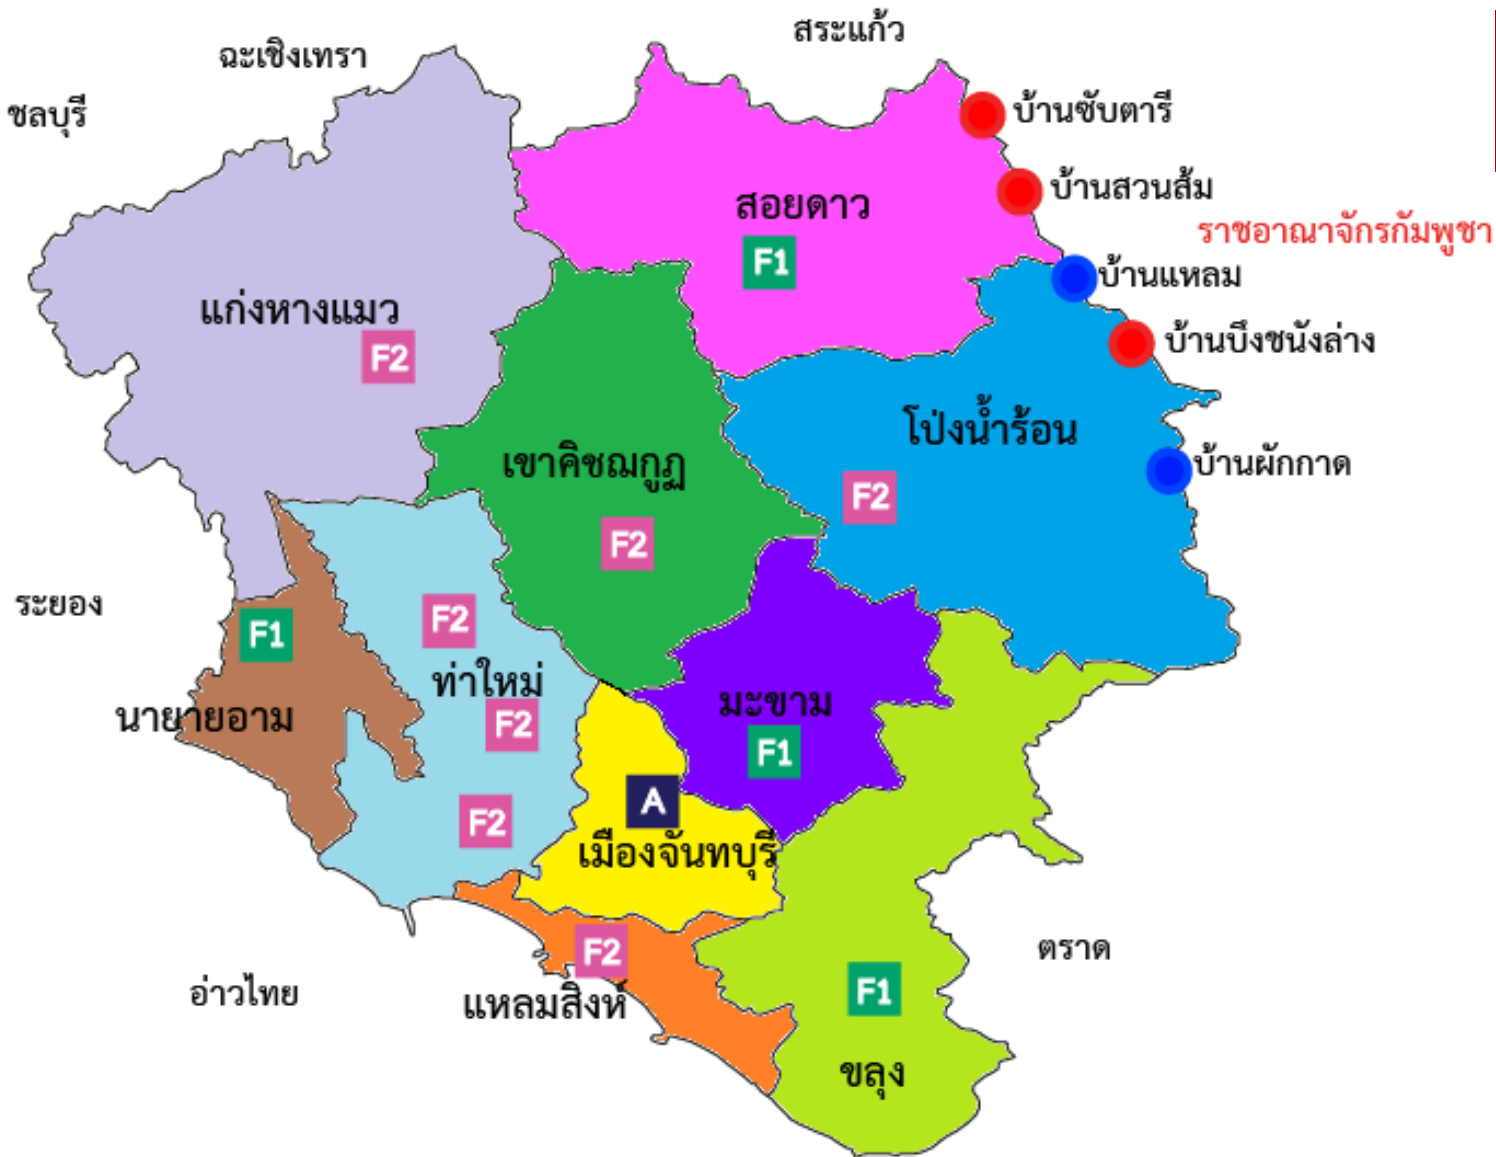 สระแก้ว
ฉะเชิงเทรา
ชลบุรี
บ้านซับตารี
บ้านสวนส้ม
สอยดาว
ราชอาณาจักรกัมพูชา
F1
บ้านแหลม
แก่งหางแมว
บ้านบึงชนังล่าง
F2
โป่งน้ำร้อน
เขาคิชฌกูฏ
บ้านผักกาด
F2
F2
ระยอง
F2
F1
ท่าใหม่
มะขาม
นายายอาม
F2
F1
A
F2
เมืองจันทบุรี
ตราด
F2
อ่าวไทย
F1
แหลมสิงห์
ขลุง